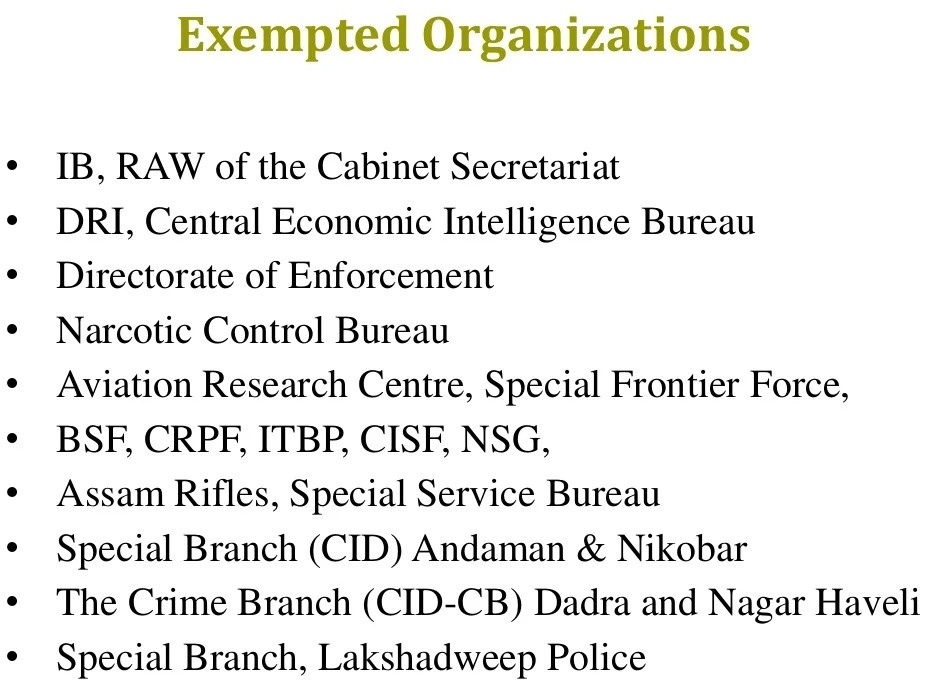 Exempted Organizations
• IB, RAW of the Cabinet Secretariat
• DRI, Central Economic Intelligence Bureau
• Directorate of Enforcement
• Narcotic Control Bureau
• Aviation Research Centre, Special Frontier Force,
• BSF, CRPF, ITBP, CISF, NSG,
• Assam Rifles, Special Service Bureau
• Special Branch (CID) Andaman & Nikobar
• The Crime Branch (CID-CB) Dadra and Nagar Haveli
• Special Branch, Lakshadweep Police